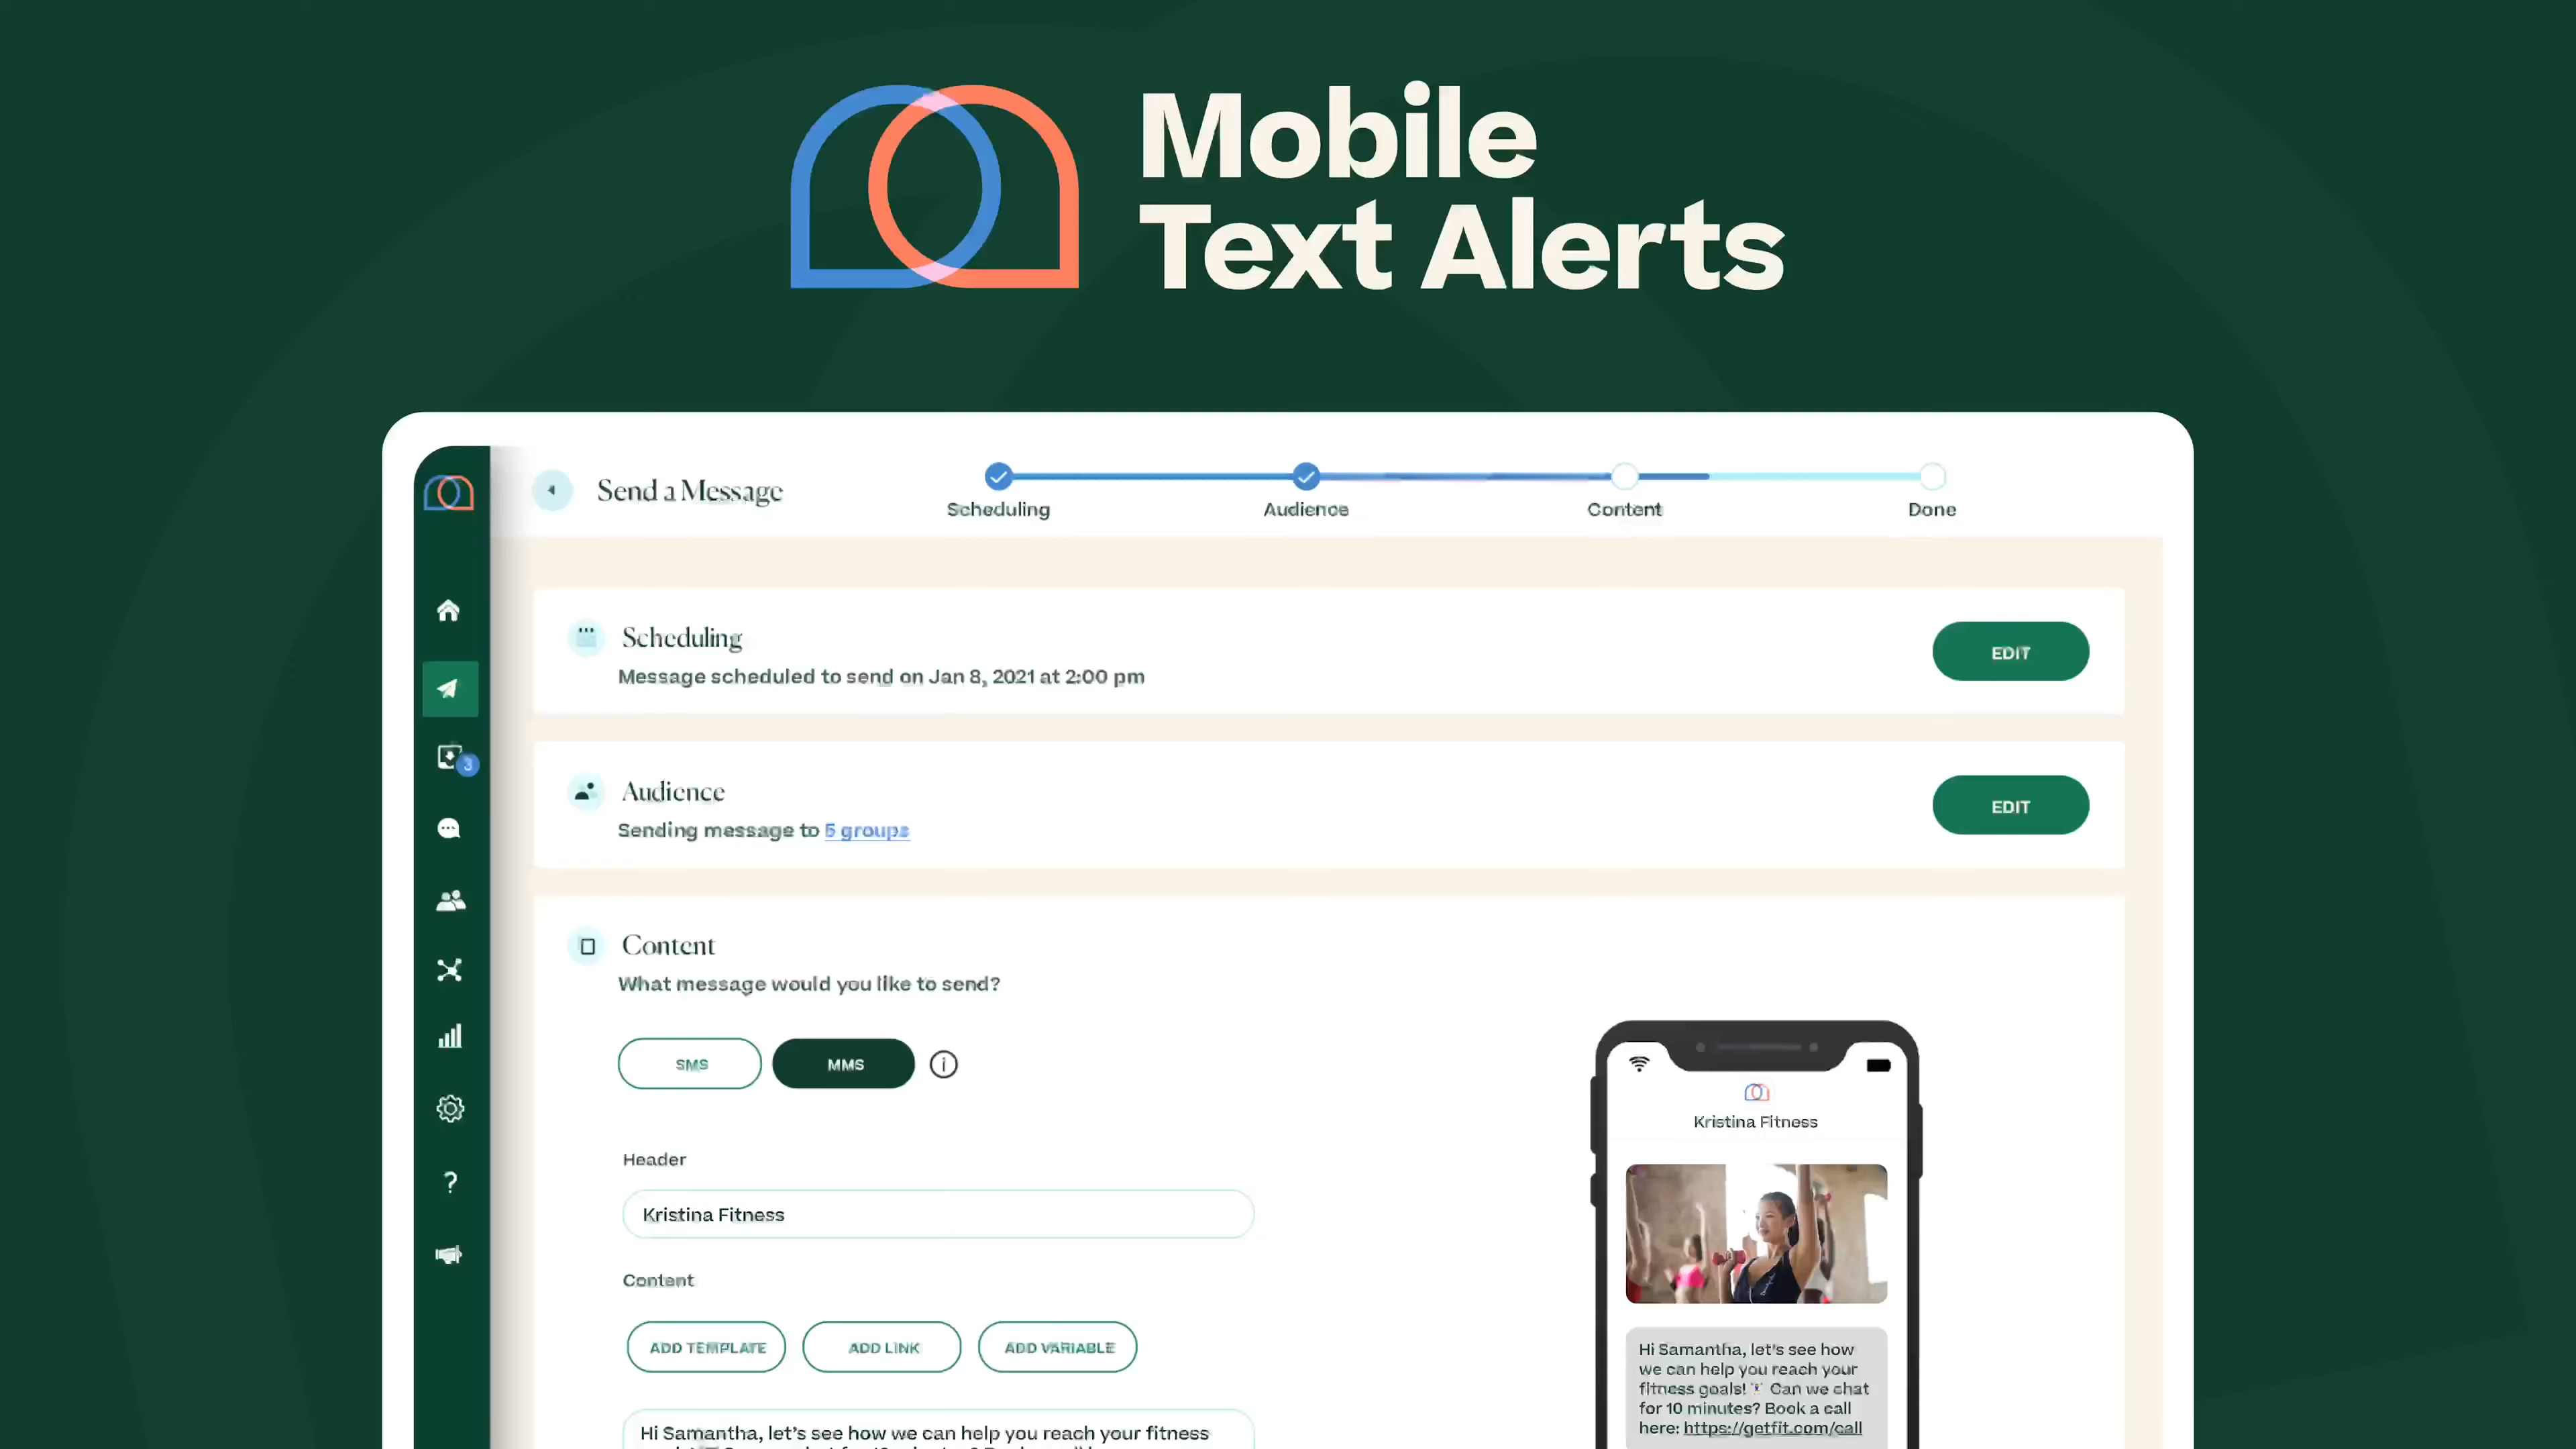 Mobile
Text Alerts
Send a Message
Scheduling
Audience
Content
Done
Scheduling
Message scheduled to send on Jan 8, 2021 at 2:00 pm
EDIT
3
Audience
Sending message to 5 groups
EDIT
Content
What message would you like to send?
SMS
MMS
Header
Kristina Fitness
Content
ADD TEMPLATE
ADD LINK
ADD VARIABLE
Hi Samantha, let's see how we can help you reach your fitness
Kristina Fitness
Hi Samantha, let's see how
we can help you reach your
fitness goals! Can we chat
for 10 minutes? Book a call
here: https://getfit.com/call